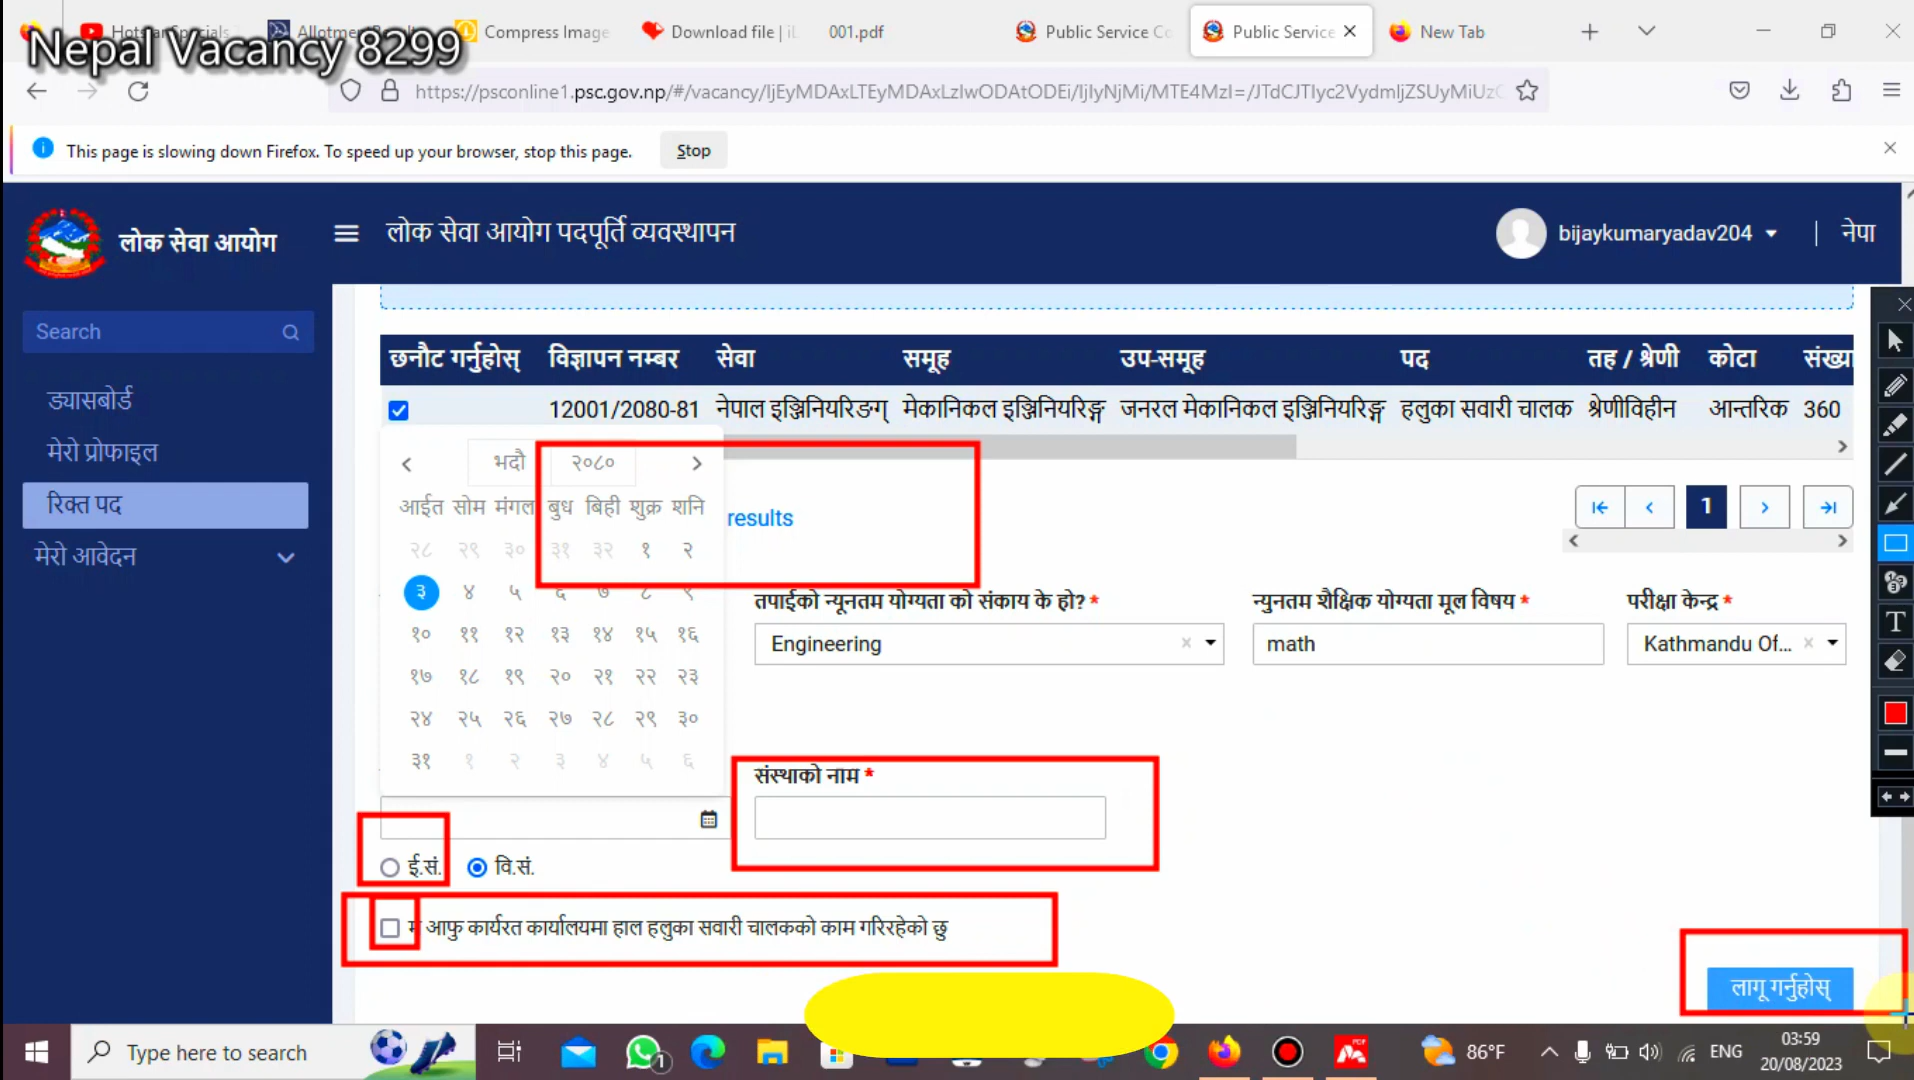 Nepal Vacancy 8299
Compress Image
Download file | iL
001.pdf
Public Service Co
Public Service
New Tab
https://psconline1.psc.gov.np/#/vacancy/IjEyMDAxLTEyMDAxLzIwODAtODEi/IjIyNjMi/MTE4MzI=/JTdCJTIyc2VydmljZSUyMiUzC
This page is slowing down Firefox. To speed up your browser, stop this page.
Stop
लोक सेवा आयोग
लोक सेवा आयोग पदपूर्ति व्यवस्थापन
bijaykumaryadav204
नेपा
Search
ड्यासबोर्ड
मेरो प्रोफाइल
रिक्त पद
मेरो आवेदन
छनौट गर्नुहोस् विज्ञापन नम्बर सेवा समूह उप-समूह पद तह / श्रेणी कोटा संख्या
12001/2080-81 नेपाल इञ्जिनियरिङग् मेकानिकल इञ्जिनियरिङ्ग जनरल मेकानिकल इञ्जिनियरिङ्ग हलुका सवारी चालक श्रेणीविहीन आन्तरिक 360
भदौ २०८०
आईत सोम मंगल बुध बिही शुक्र शनि
२८ २९ ३० ३१ ३२ १ २
३ ४ ५ ६ ७ ८ ९
१० ११ १२ १३ १४ १५ १६
१७ १८ १९ २० २१ २२ २३
२४ २५ २६ २७ २८ २९ ३०
३१ १ २ ३ ४ ५ ६
results
1
तपाईको न्यूनतम योग्यता को संकाय के हो? *
Engineering
न्युनतम शैक्षिक योग्यता मूल विषय *
math
परीक्षा केन्द्र *
Kathmandu Of...
संस्थाको नाम *
ई.सं. वि.सं.
म आफु कार्यरत कार्यालयमा हाल हलुका सवारी चालकको काम गरिरहेको छु
लागू गर्नुहोस्
T
Type here to search
1
PDF
86°F
ENG
03:59
20/08/2023